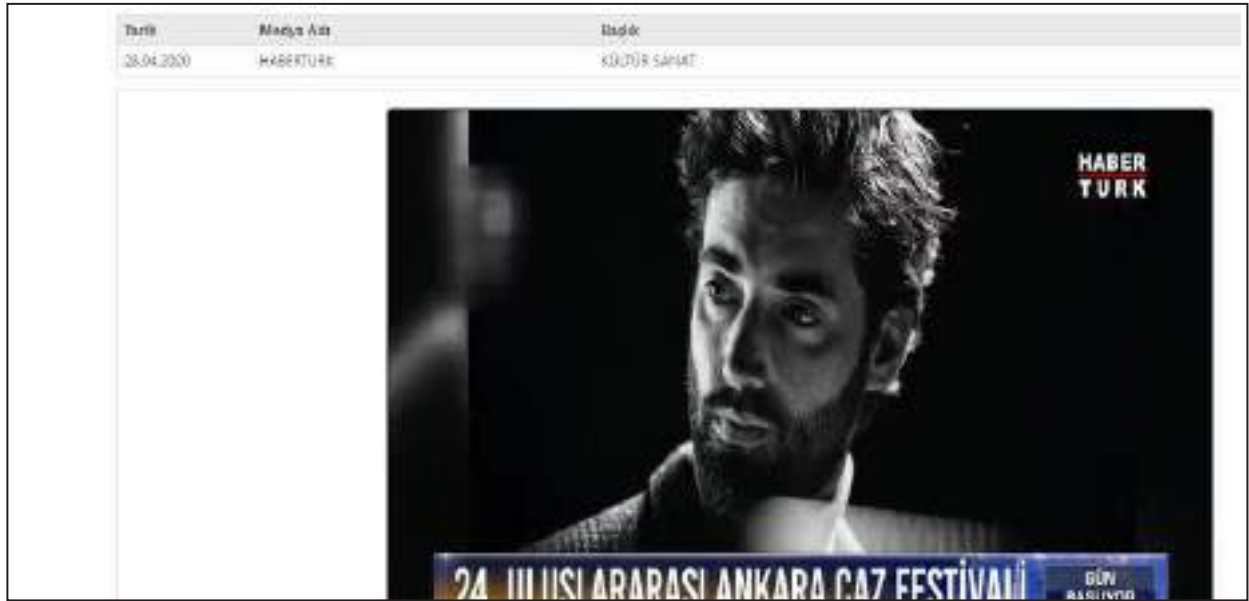 Tarih Medya Adı Başlık
28.04.2020 HABERTURK KÜLTÜR SANAT
HABER
TURK
24. ULUSLARARASI ANKARA CAZ FESTİVALİ
GÜN
BAŞLIYOR